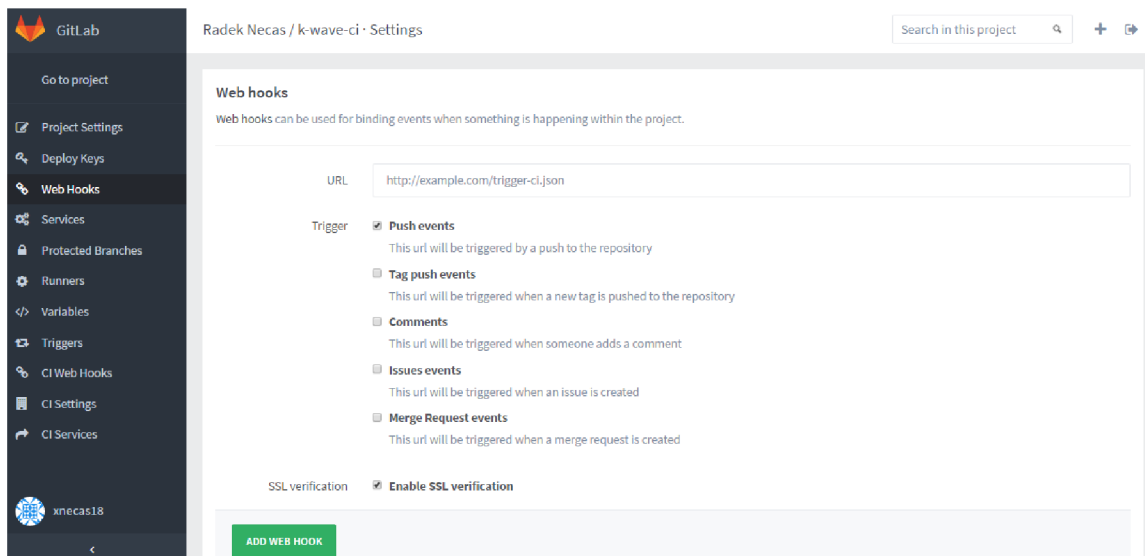 GitLab
Radek Necas / k-wave-ci · Settings
Search in this project
Go to project
Project Settings
Deploy Keys
Web Hooks
Services
Protected Branches
Runners
Variables
Triggers
CI Web Hooks
CI Settings
CI Services
xnecas18
Web hooks
Web hooks can be used for binding events when something is happening within the project.
URL
http://example.com/trigger-ci.json
Trigger
Push events
This url will be triggered by a push to the repository
Tag push events
This url will be triggered when a new tag is pushed to the repository
Comments
This url will be triggered when someone adds a comment
Issues events
This url will be triggered when an issue is created
Merge Request events
This url will be triggered when a merge request is created
SSL verification
Enable SSL verification
ADD WEB HOOK